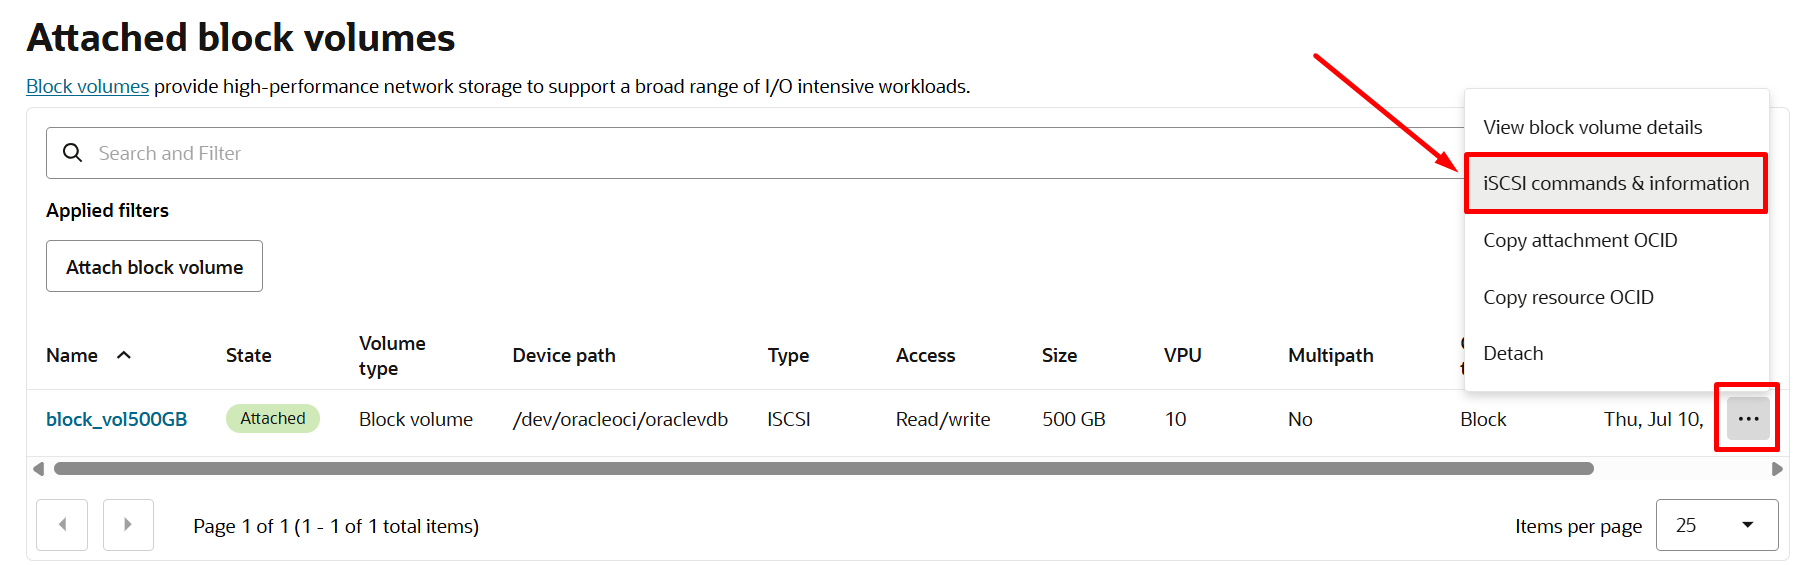 Attached block volumes
Block volumes provide high-performance network storage to support a broad range of I/O intensive workloads.
Search and Filter
Applied filters
Attach block volume
View block volume details
iSCSI commands & information
Copy attachment OCID
Copy resource OCID
Detach
Name State Volume type Device path Type Access Size VPU Multipath
block_vol500GB Attached Block volume /dev/oracleoci/oraclevdb ISCSI Read/write 500 GB 10 No Block Thu, Jul 10,
Page 1 of 1 (1 - 1 of 1 total items)
Items per page 25